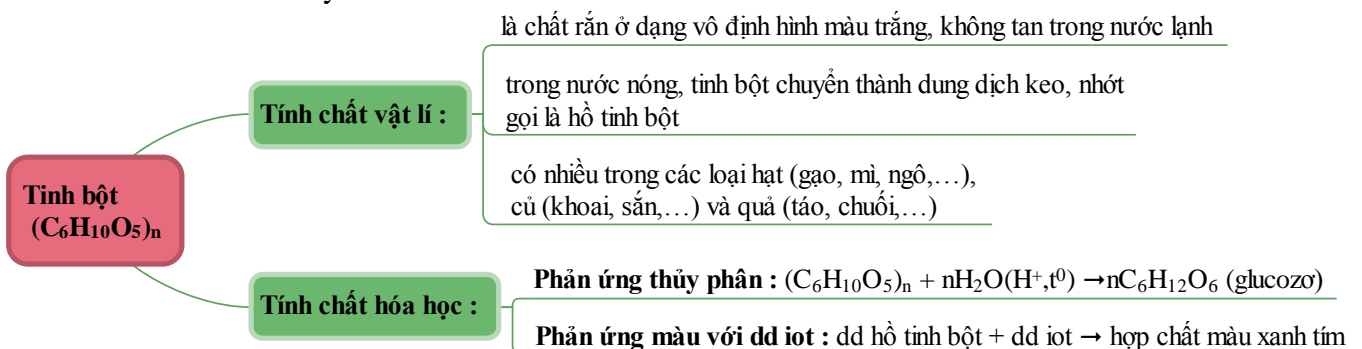 là chất rắn ở dạng vô định hình màu trắng, không tan trong nước lạnh
Tính chất vật lí :
trong nước nóng, tinh bột chuyển thành dung dịch keo, nhớt
gọi là hồ tinh bột
có nhiều trong các loại hạt (gạo, mì, ngô,…),
củ (khoai, sắn,…) và quả (táo, chuối,…)
Tinh bột
(C₆H₁₀O₅)ₙ
Tính chất hóa học :
Phản ứng thủy phân : (C₆H₁₀O₅)ₙ + nH₂O(H⁺,t⁰) →nC₆H₁₂O₆ (glucozơ)
Phản ứng màu với dd iot : dd hồ tinh bột + dd iot → hợp chất màu xanh tím